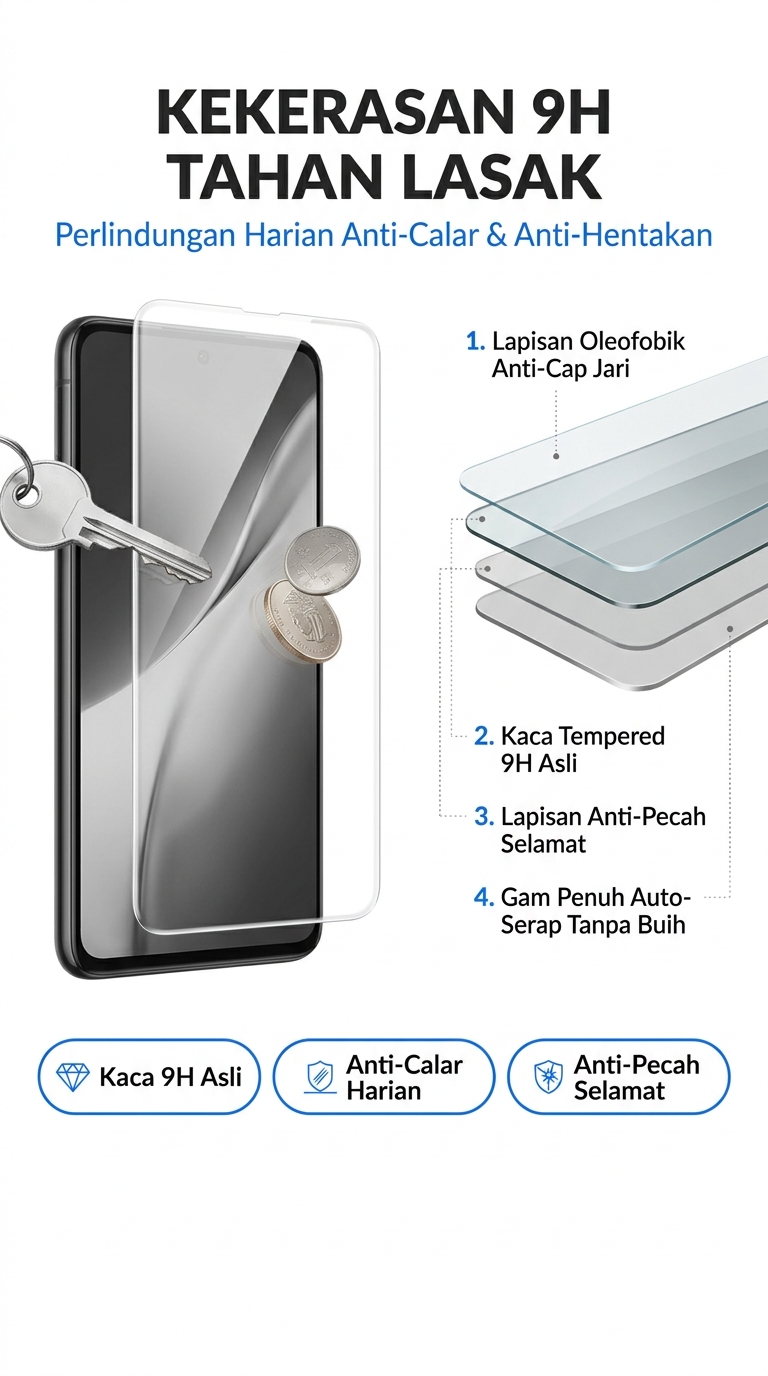 KEKERASAN 9H
TAHAN LASAK
Perlindungan Harian Anti-Calar & Anti-Hentakan
1. Lapisan Oleofobik
Anti-Cap Jari
2. Kaca Tempered
9H Asli
3. Lapisan Anti-Pecah
Selamat
4. Gam Penuh Auto-
Serap Tanpa Buih
Kaca 9H Asli
Anti-Calar
Harian
Anti-Pecah
Selamat